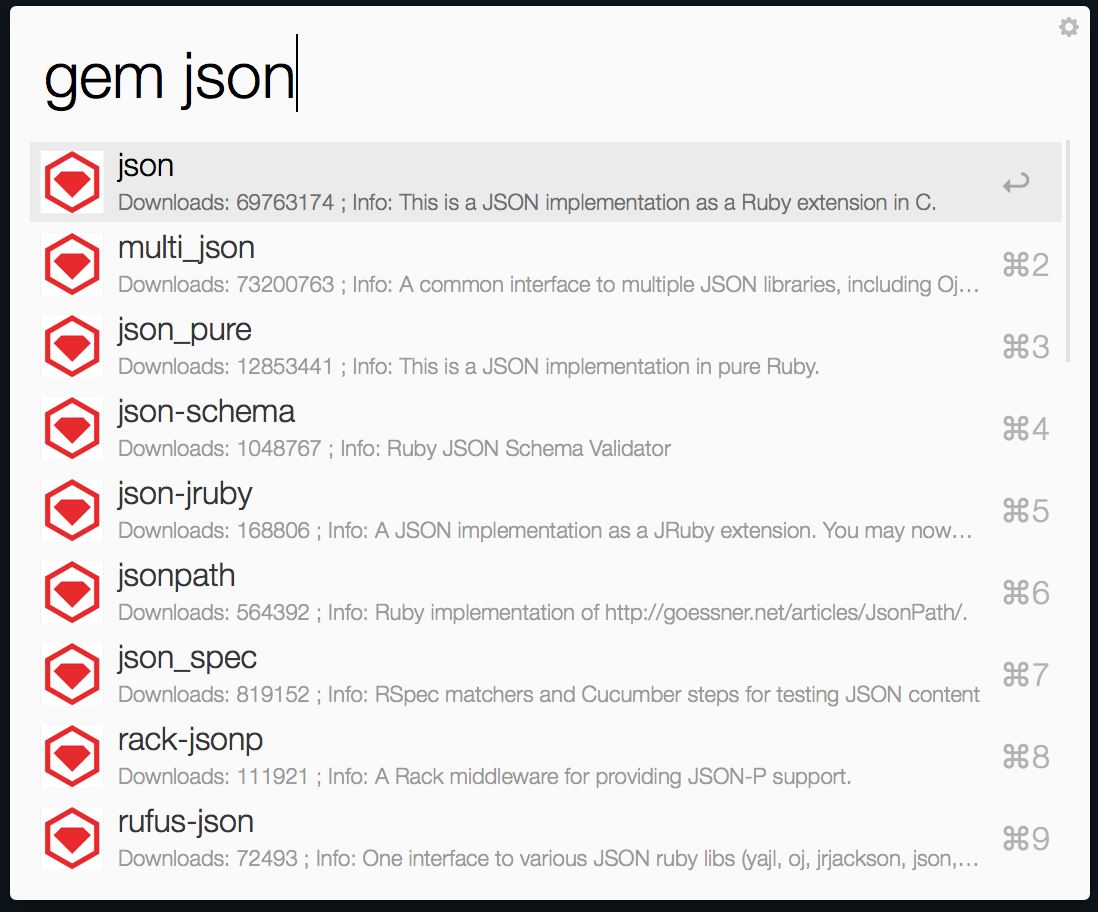 gem json
json
Downloads: 69763174 ; Info: This is a JSON implementation as a Ruby extension in C.
multi_json
Downloads: 73200763 ; Info: A common interface to multiple JSON libraries, including Oj…
⌘2
json_pure
Downloads: 12853441 ; Info: This is a JSON implementation in pure Ruby.
⌘3
json-schema
Downloads: 1048767 ; Info: Ruby JSON Schema Validator
⌘4
json-jruby
Downloads: 168806 ; Info: A JSON implementation as a JRuby extension. You may now…
⌘5
jsonpath
Downloads: 564392 ; Info: Ruby implementation of http://goessner.net/articles/JsonPath/.
⌘6
json_spec
Downloads: 819152 ; Info: RSpec matchers and Cucumber steps for testing JSON content
⌘7
rack-jsonp
Downloads: 111921 ; Info: A Rack middleware for providing JSON-P support.
⌘8
rufus-json
Downloads: 72493 ; Info: One interface to various JSON ruby libs (yajl, oj, jrjackson, json,…
⌘9